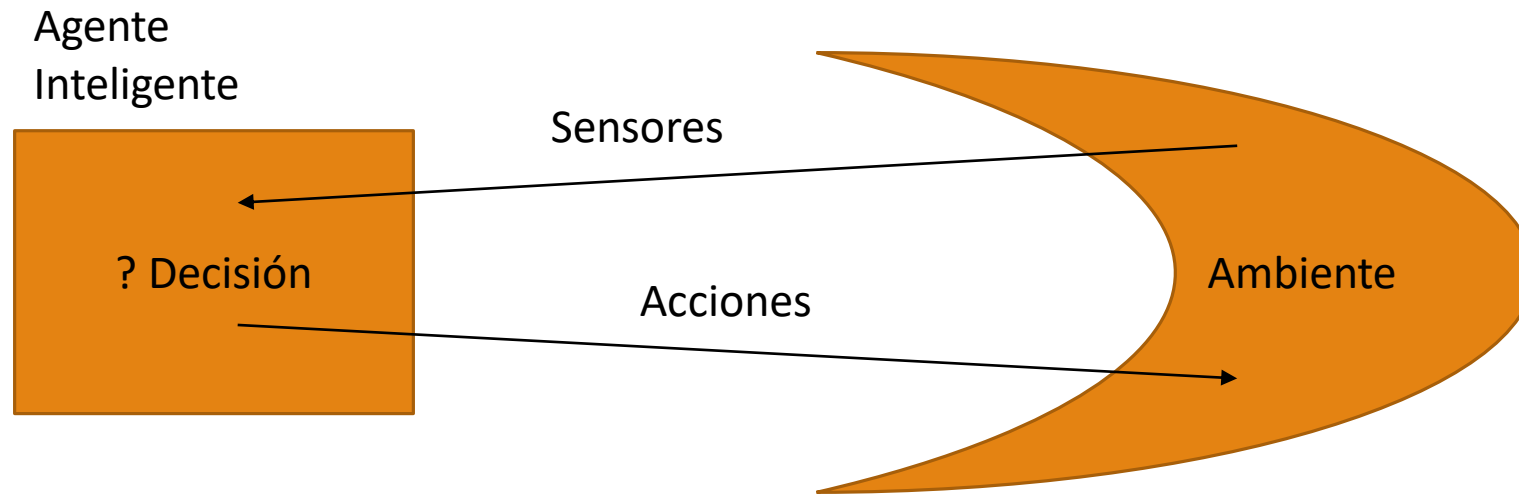 Agente
Inteligente
Sensores
? Decisión
Acciones
Ambiente